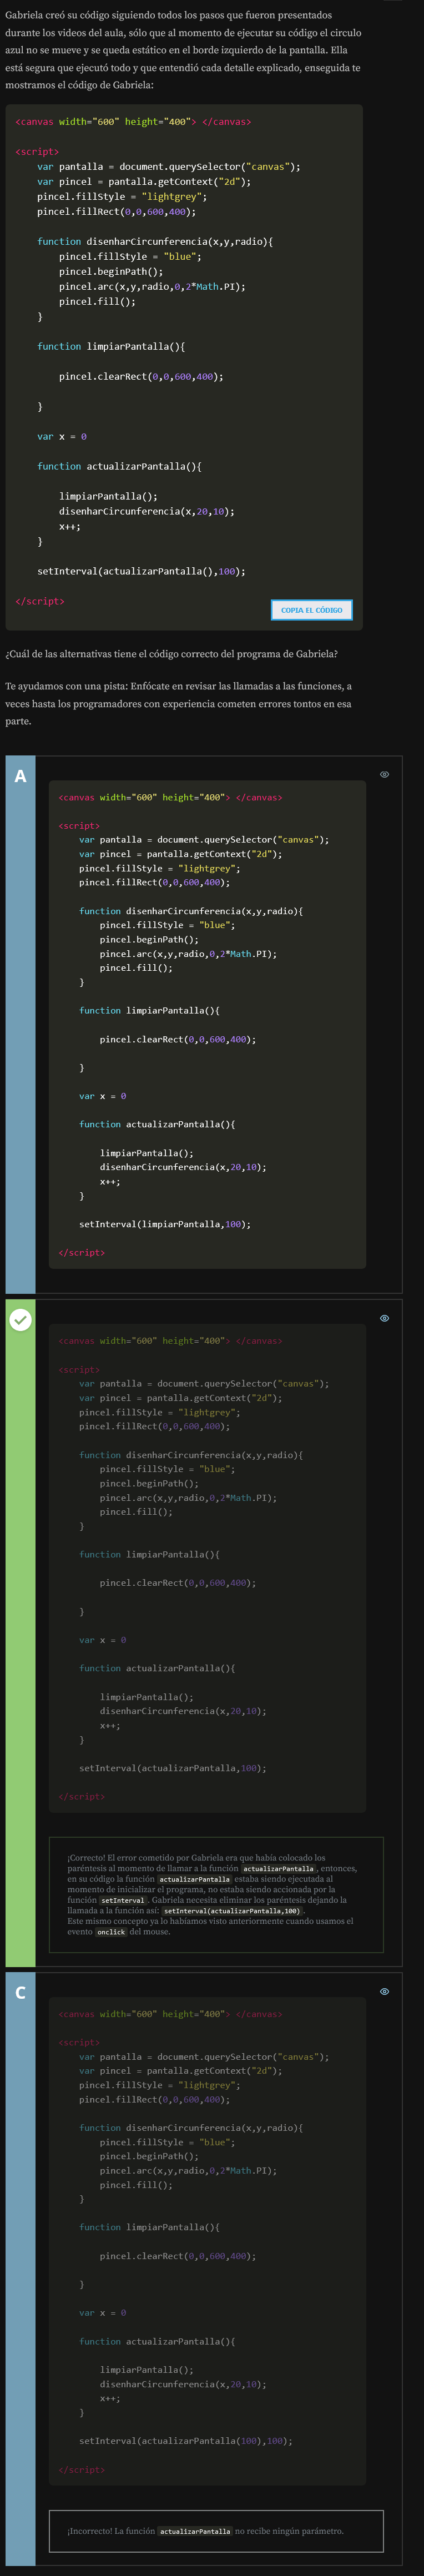 Gabriela creó su código siguiendo todos los pasos que fueron presentados
durante los videos del aula, sólo que al momento de ejecutar su código el circulo
azul no se mueve y se queda estático en el borde izquierdo de la pantalla. Ella
está segura que ejecutó todo y que entendió cada detalle explicado, enseguida te
mostramos el código de Gabriela:
<canvas width="600" height="400"> </canvas>
<script>
var pantalla = document.querySelector("canvas");
var pincel = pantalla.getContext("2d");
pincel.fillStyle = "lightgrey";
pincel.fillRect(0,0,600,400);
function disenharCircunferencia(x,y,radio){
pincel.fillStyle = "blue";
pincel.beginPath();
pincel.arc(x,y,radio,0,2*Math.PI);
pincel.fill();
}
function limpiarPantalla(){
pincel.clearRect(0,0,600,400);
}
var x = 0
function actualizarPantalla(){
limpiarPantalla();
disenharCircunferencia(x,20,10);
x++;
}
setInterval(actualizarPantalla(),100);
</script>
COPIA EL CÓDIGO
¿Cuál de las alternativas tiene el código correcto del programa de Gabriela?
Te ayudamos con una pista: Enfócate en revisar las llamadas a las funciones, a
veces hasta los programadores con experiencia cometen errores tontos en esa
parte.
A
<canvas width="600" height="400"> </canvas>
<script>
var pantalla = document.querySelector("canvas");
var pincel = pantalla.getContext("2d");
pincel.fillStyle = "lightgrey";
pincel.fillRect(0,0,600,400);
function disenharCircunferencia(x,y,radio){
pincel.fillStyle = "blue";
pincel.beginPath();
pincel.arc(x,y,radio,0,2*Math.PI);
pincel.fill();
}
function limpiarPantalla(){
pincel.clearRect(0,0,600,400);
}
var x = 0
function actualizarPantalla(){
limpiarPantalla();
disenharCircunferencia(x,20,10);
x++;
}
setInterval(limpiarPantalla,100);
</script>
<canvas width="600" height="400"> </canvas>
<script>
var pantalla = document.querySelector("canvas");
var pincel = pantalla.getContext("2d");
pincel.fillStyle = "lightgrey";
pincel.fillRect(0,0,600,400);
function disenharCircunferencia(x,y,radio){
pincel.fillStyle = "blue";
pincel.beginPath();
pincel.arc(x,y,radio,0,2*Math.PI);
pincel.fill();
}
function limpiarPantalla(){
pincel.clearRect(0,0,600,400);
}
var x = 0
function actualizarPantalla(){
limpiarPantalla();
disenharCircunferencia(x,20,10);
x++;
}
setInterval(actualizarPantalla,100);
</script>
¡Correcto! El error cometido por Gabriela era que había colocado los
paréntesis al momento de llamar a la función actualizarPantalla, entonces,
en su código la función actualizarPantalla estaba siendo ejecutada al
momento de inicializar el programa, no estaba siendo accionada por la
función setInterval. Gabriela necesita eliminar los paréntesis dejando la
llamada a la función así: setInterval(actualizarPantalla,100).
Este mismo concepto ya lo habíamos visto anteriormente cuando usamos el
evento onclick del mouse.
C
<canvas width="600" height="400"> </canvas>
<script>
var pantalla = document.querySelector("canvas");
var pincel = pantalla.getContext("2d");
pincel.fillStyle = "lightgrey";
pincel.fillRect(0,0,600,400);
function disenharCircunferencia(x,y,radio){
pincel.fillStyle = "blue";
pincel.beginPath();
pincel.arc(x,y,radio,0,2*Math.PI);
pincel.fill();
}
function limpiarPantalla(){
pincel.clearRect(0,0,600,400);
}
var x = 0
function actualizarPantalla(){
limpiarPantalla();
disenharCircunferencia(x,20,10);
x++;
}
setInterval(actualizarPantalla(100),100);
</script>
¡Incorrecto! La función actualizarPantalla no recibe ningún parámetro.